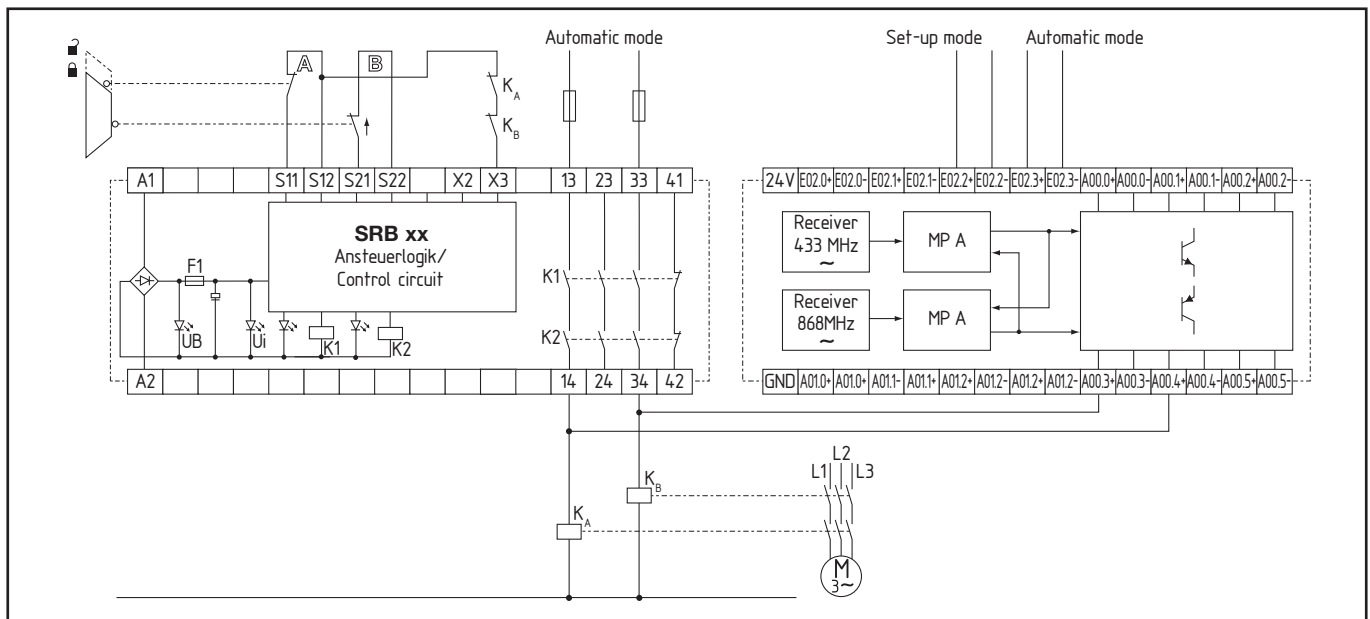 Automatic mode
Set-up mode Automatic mode
A B
K A
K B
A1 S11 S12 S21 S22 X2 X3 13 23 33 41
24V E02.0+ E02.0- E02.1+ E02.1- E02.2+ E02.2- E02.3+ E02.3- A00.0+ A00.0- A00.1+ A00.1- A00.2+ A00.2-
SRB xx
Ansteuerlogik/
Control circuit
F1
UB
Ui
K1
K2
K1
K2
Receiver
433 MHz
~
MP A
Receiver
868MHz
~
MP A
A2 14 24 34 42
GND A01.0+ A01.0+ A01.1- A01.1+ A01.2+ A01.2- A01.2+ A01.2- A00.3+ A00.3- A00.4+ A00.4- A00.5+ A00.5-
L1 L2 L3
K B
K A
M
3~